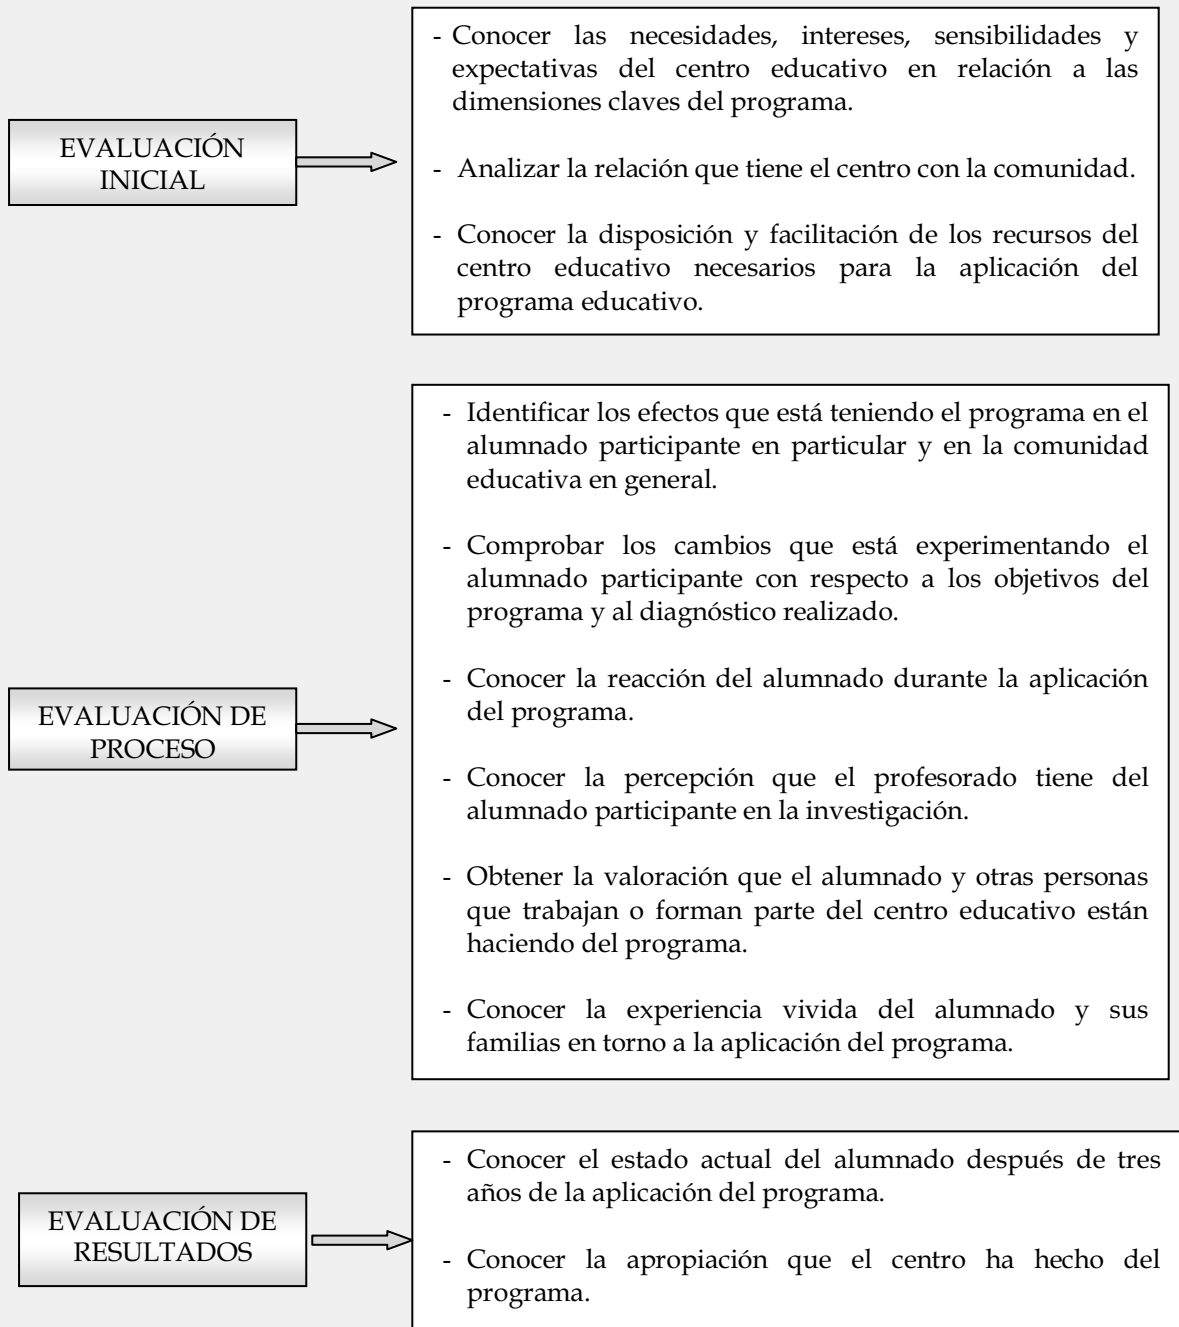 - Conocer las necesidades, intereses, sensibilidades y
expectativas del centro educativo en relación a las
dimensiones claves del programa.
EVALUACIÓN
INICIAL
- Analizar la relación que tiene el centro con la comunidad.
- Conocer la disposición y facilitación de los recursos del
centro educativo necesarios para la aplicación del
programa educativo.
- Identificar los efectos que está teniendo el programa en el
alumnado participante en particular y en la comunidad
educativa en general.
- Comprobar los cambios que está experimentando el
alumnado participante con respecto a los objetivos del
programa y al diagnóstico realizado.
- Conocer la reacción del alumnado durante la aplicación
del programa.
EVALUACIÓN DE
PROCESO
- Conocer la percepción que el profesorado tiene del
alumnado participante en la investigación.
- Obtener la valoración que el alumnado y otras personas
que trabajan o forman parte del centro educativo están
haciendo del programa.
- Conocer la experiencia vivida del alumnado y sus
familias en torno a la aplicación del programa.
- Conocer el estado actual del alumnado después de tres
años de la aplicación del programa.
EVALUACIÓN DE
RESULTADOS
- Conocer la apropiación que el centro ha hecho del
programa.